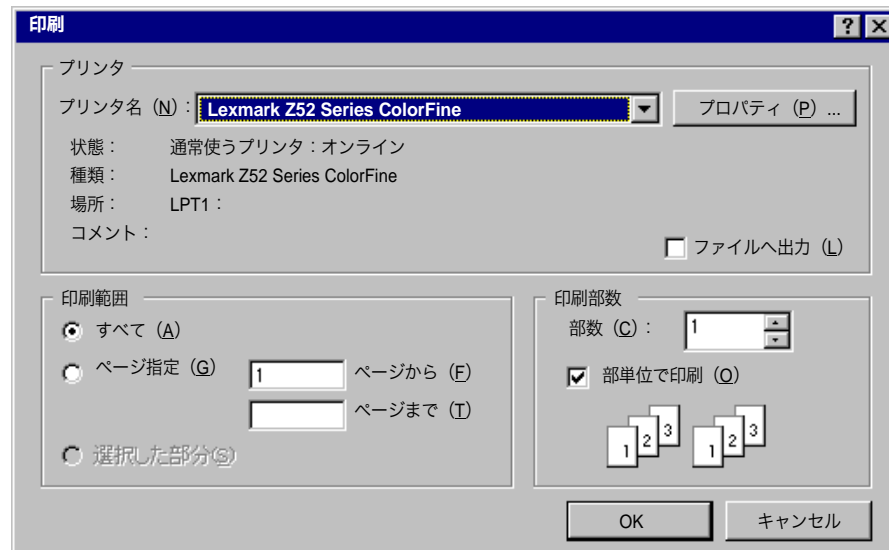 印刷
プリンタ
プリンタ名（N）： Lexmark Z52 Series ColorFine プロパティ（P）...
状態： 通常使うプリンタ：オンライン
種類： Lexmark Z52 Series ColorFine
場所： LPT1：
コメント：
ファイルへ出力（L）
印刷範囲
すべて（A）
ページ指定（G） 1 ページから（F）
ページまで（T）
選択した部分(S)
印刷部数
部数（C）： 1
部単位で印刷（O）
1 2 3 1 2 3
OK キャンセル